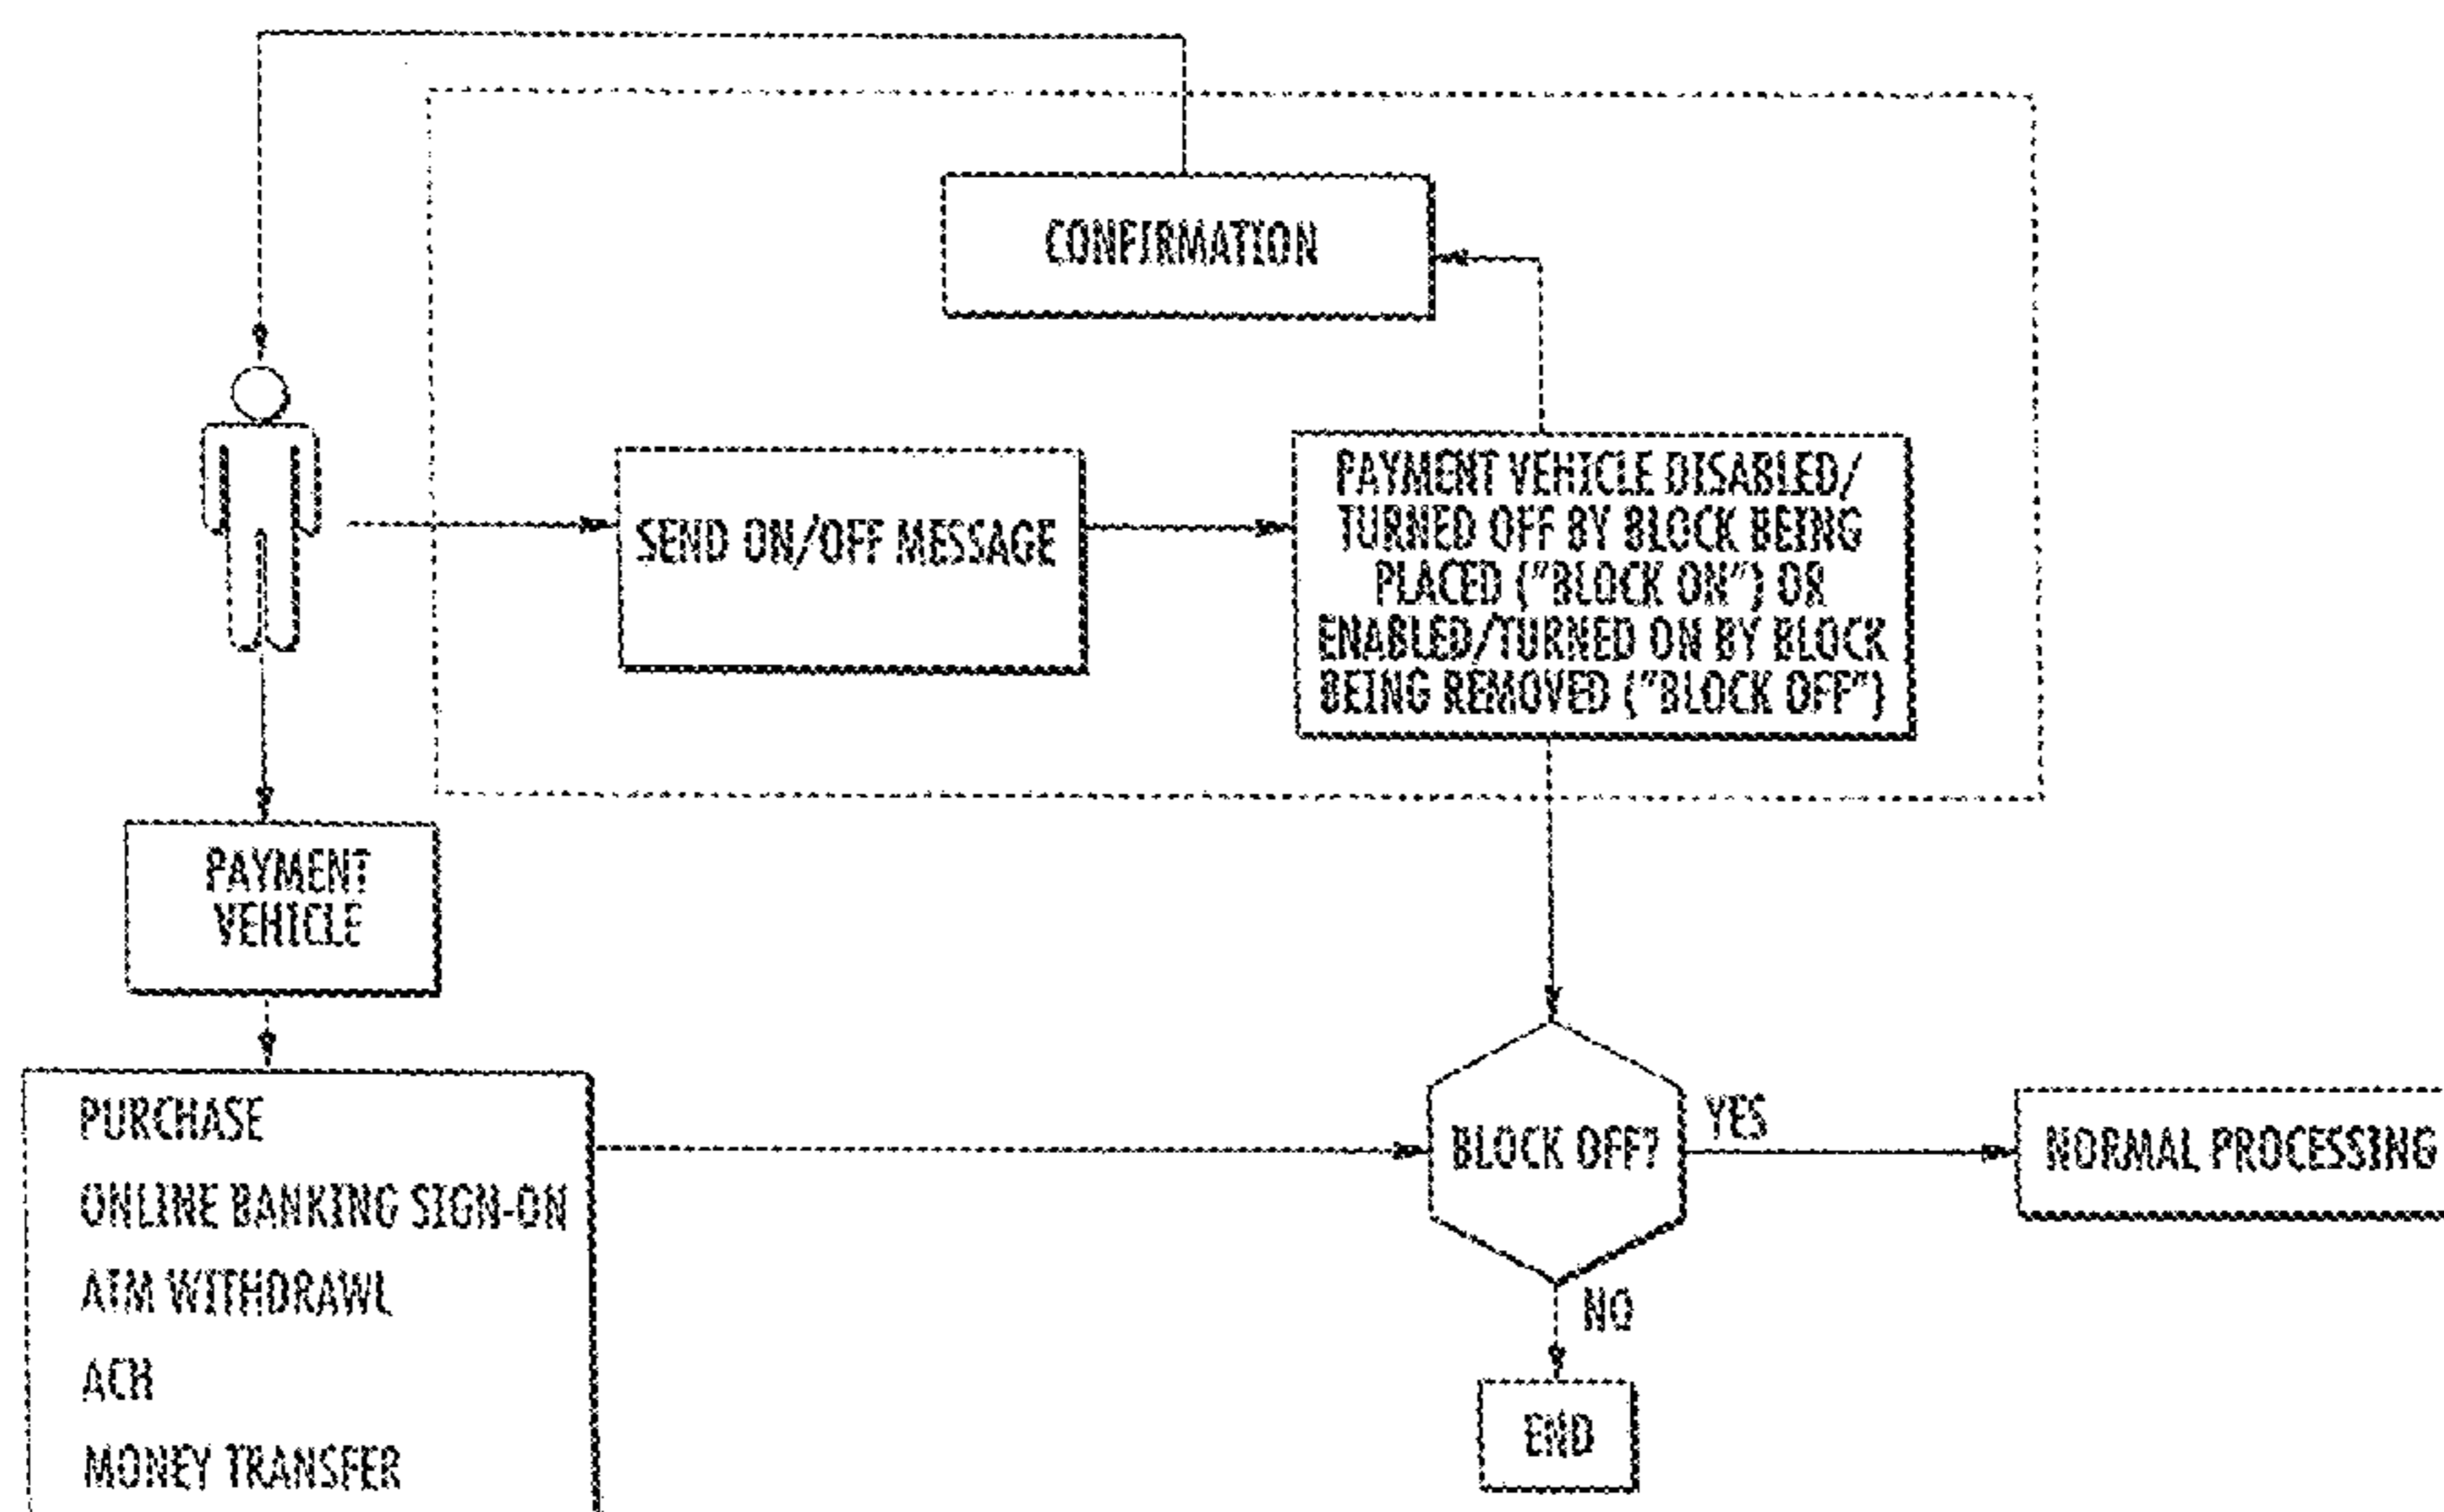 CONFIRMATION
SEND ON/OFF MESSAGE
PAYMENT VEHICLE DISABLED/
TURNED OFF BY BLOCK BEING
PLACED ("BLOCK ON") OR
ENABLED/TURNED ON BY BLOCK
BEING REMOVED ("BLOCK OFF")
PAYMENT
VEHICLE
PURCHASE
ONLINE BANKING SIGN-ON
ATM WITHDRAWL
ACH
MONEY TRANSFER
BLOCK OFF?
YES
NORMAL PROCESSING
NO
END